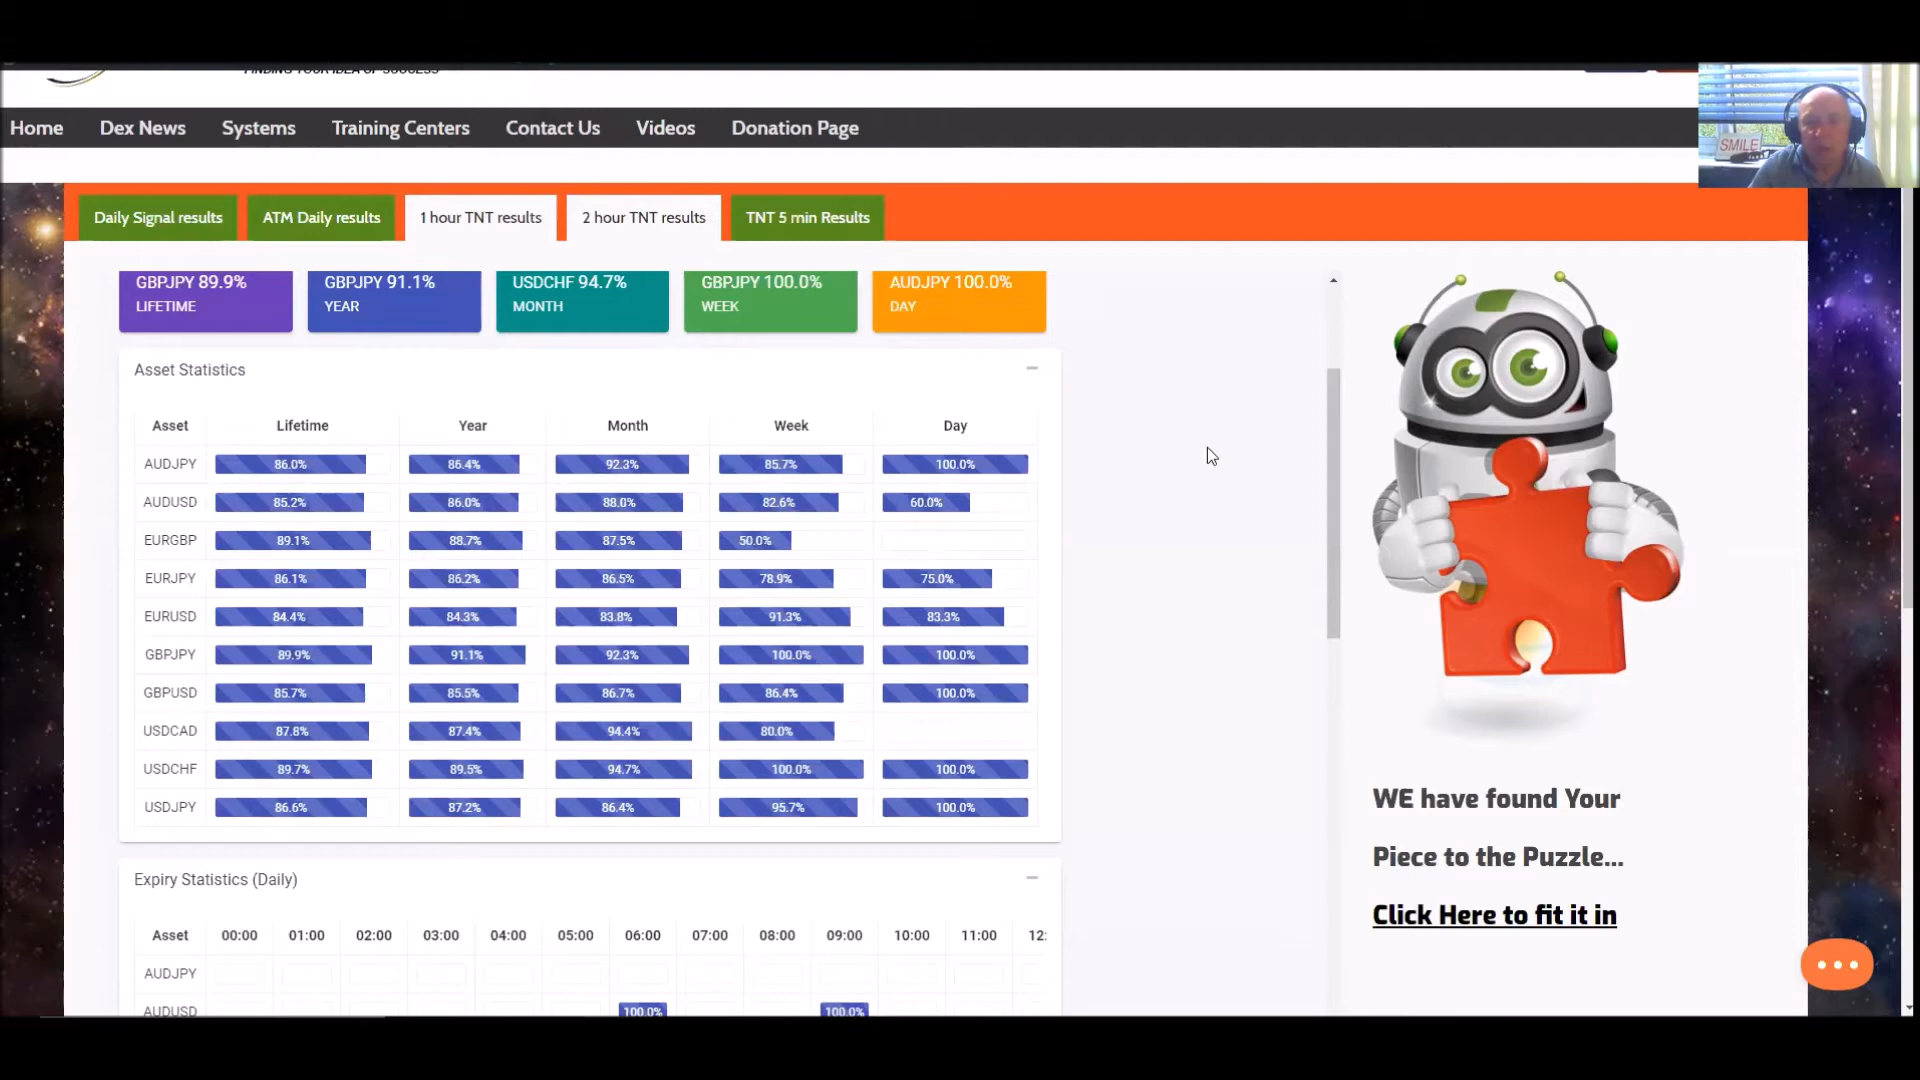 FINDING YOUR IDEA OF SUCCESS
Home Dex News Systems Training Centers Contact Us Videos Donation Page
SMILE
Daily Signal results ATM Daily results 1 hour TNT results 2 hour TNT results TNT 5 min Results
GBPJPY 89.9% GBPJPY 91.1% USDCHF 94.7% GBPJPY 100.0% AUDJPY 100.0%
LIFETIME YEAR MONTH WEEK DAY
Asset Statistics
Asset Lifetime Year Month Week Day
AUDJPY 86.0% 86.4% 92.3% 85.7% 100.0%
AUDUSD 85.2% 86.0% 88.0% 82.6% 60.0%
EURGBP 89.1% 88.7% 87.5% 50.0%
EURJPY 86.1% 86.2% 86.5% 78.9% 75.0%
EURUSD 84.4% 84.3% 83.8% 91.3% 83.3%
GBPJPY 89.9% 91.1% 92.3% 100.0% 100.0%
GBPUSD 85.7% 85.5% 86.7% 86.4% 100.0%
USDCAD 87.8% 87.4% 94.4% 80.0%
USDCHF 89.7% 89.5% 94.7% 100.0% 100.0%
USDJPY 86.6% 87.2% 86.4% 95.7% 100.0%
Expiry Statistics (Daily)
Asset 00:00 01:00 02:00 03:00 04:00 05:00 06:00 07:00 08:00 09:00 10:00 11:00 12:
AUDJPY
AUDUSD 100.0% 100.0%
WE have found Your
Piece to the Puzzle...
Click Here to fit it in